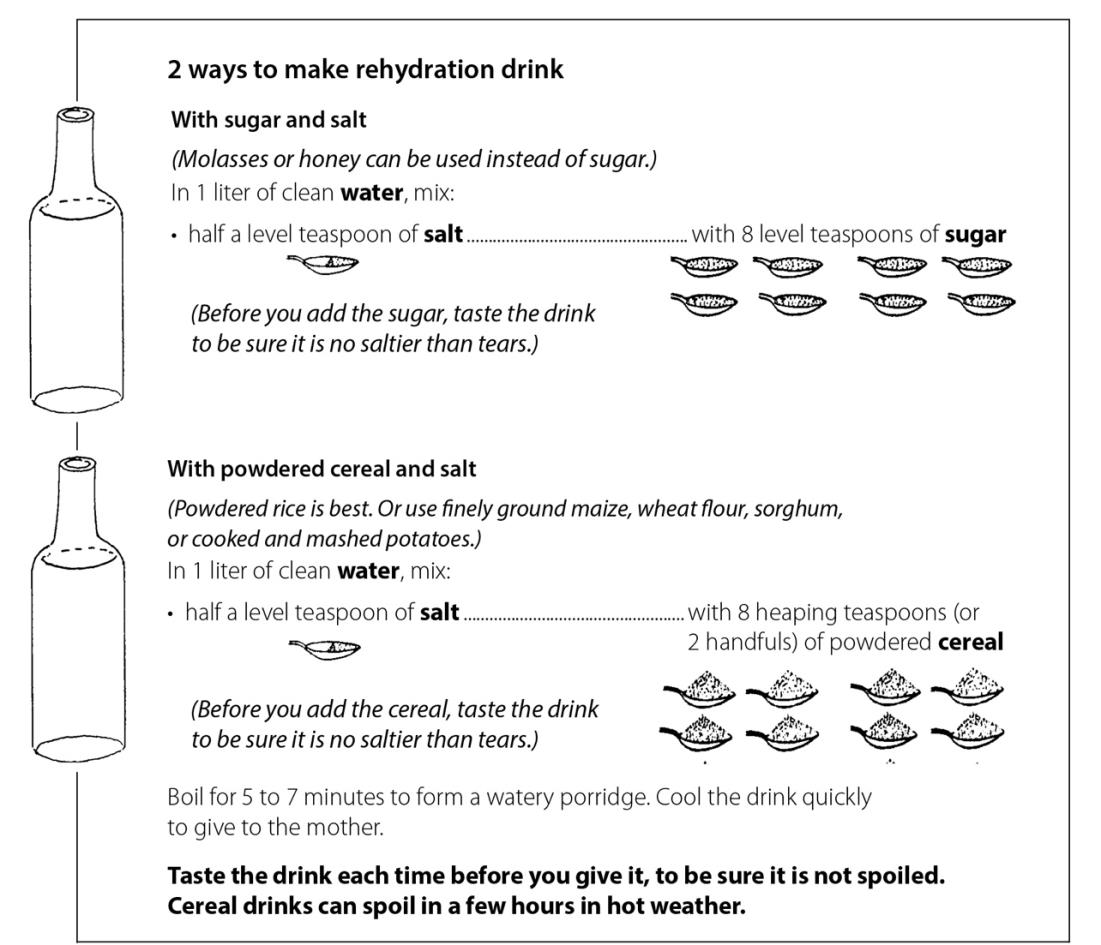 2 ways to make rehydration drink
With sugar and salt
(Molasses or honey can be used instead of sugar.)
In 1 liter of clean water, mix:
• half a level teaspoon of salt................................................ with 8 level teaspoons of sugar
(Before you add the sugar, taste the drink
to be sure it is no saltier than tears.)
With powdered cereal and salt
(Powdered rice is best. Or use finely ground maize, wheat flour, sorghum,
or cooked and mashed potatoes.)
In 1 liter of clean water, mix:
• half a level teaspoon of salt................................................ with 8 heaping teaspoons (or
2 handfuls) of powdered cereal
(Before you add the cereal, taste the drink
to be sure it is no saltier than tears.)
Boil for 5 to 7 minutes to form a watery porridge. Cool the drink quickly
to give to the mother.
Taste the drink each time before you give it, to be sure it is not spoiled.
Cereal drinks can spoil in a few hours in hot weather.